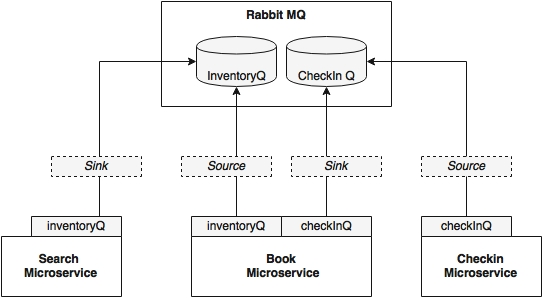 Rabbit MQ
InventoryQ
CheckIn Q
Sink
Source
Sink
Source
inventoryQ
inventoryQ
checkInQ
checkInQ
Search
Microservice
Book
Microservice
Checkin
Microservice